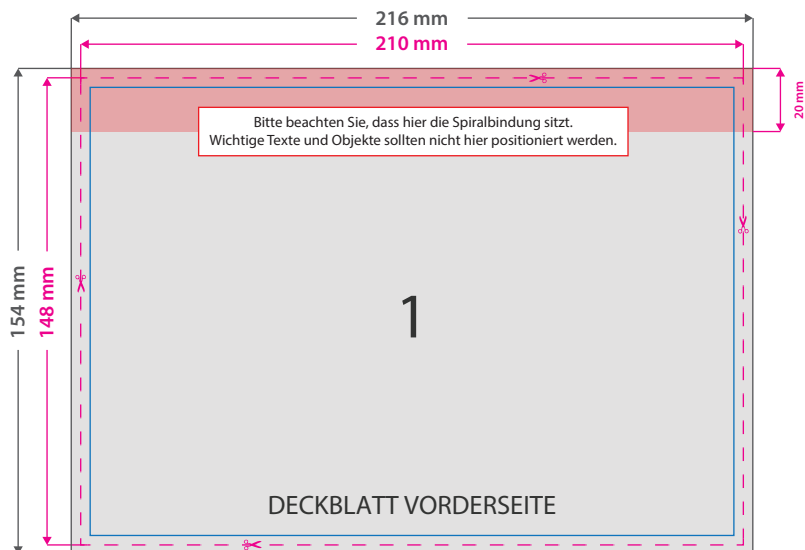 216 mm
210 mm
20 mm
Bitte beachten Sie, dass hier die Spiralbindung sitzt.
Wichtige Texte und Objekte sollten nicht hier positioniert werden.
154 mm
148 mm
1
DECKBLATT VORDERSEITE